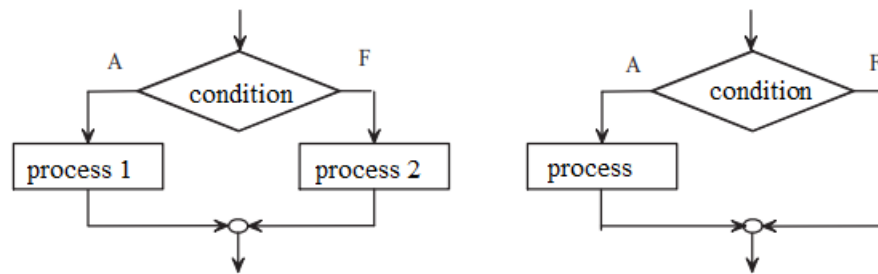 A
F
condition
process 1
process 2
A
F
condition
process